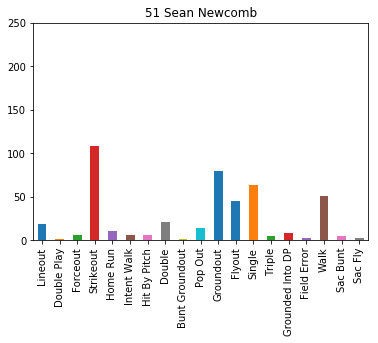 51 Sean Newcomb
250
200
150
100
50
0
Lineout
Double Play
Forceout
Strikeout
Home Run
Intent Walk
Hit By Pitch
Double
Bunt Groundout
Pop Out
Groundout
Flyout
Single
Triple
Grounded Into DP
Field Error
Walk
Sac Bunt
Sac Fly